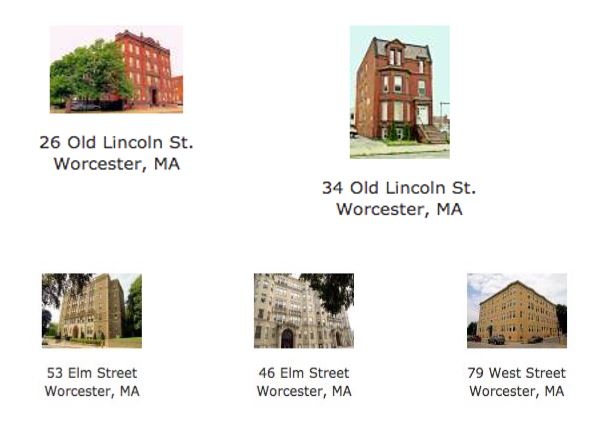 26 Old Lincoln St.
Worcester, MA
34 Old Lincoln St.
Worcester, MA
53 Elm Street
Worcester, MA
46 Elm Street
Worcester, MA
79 West Street
Worcester, MA